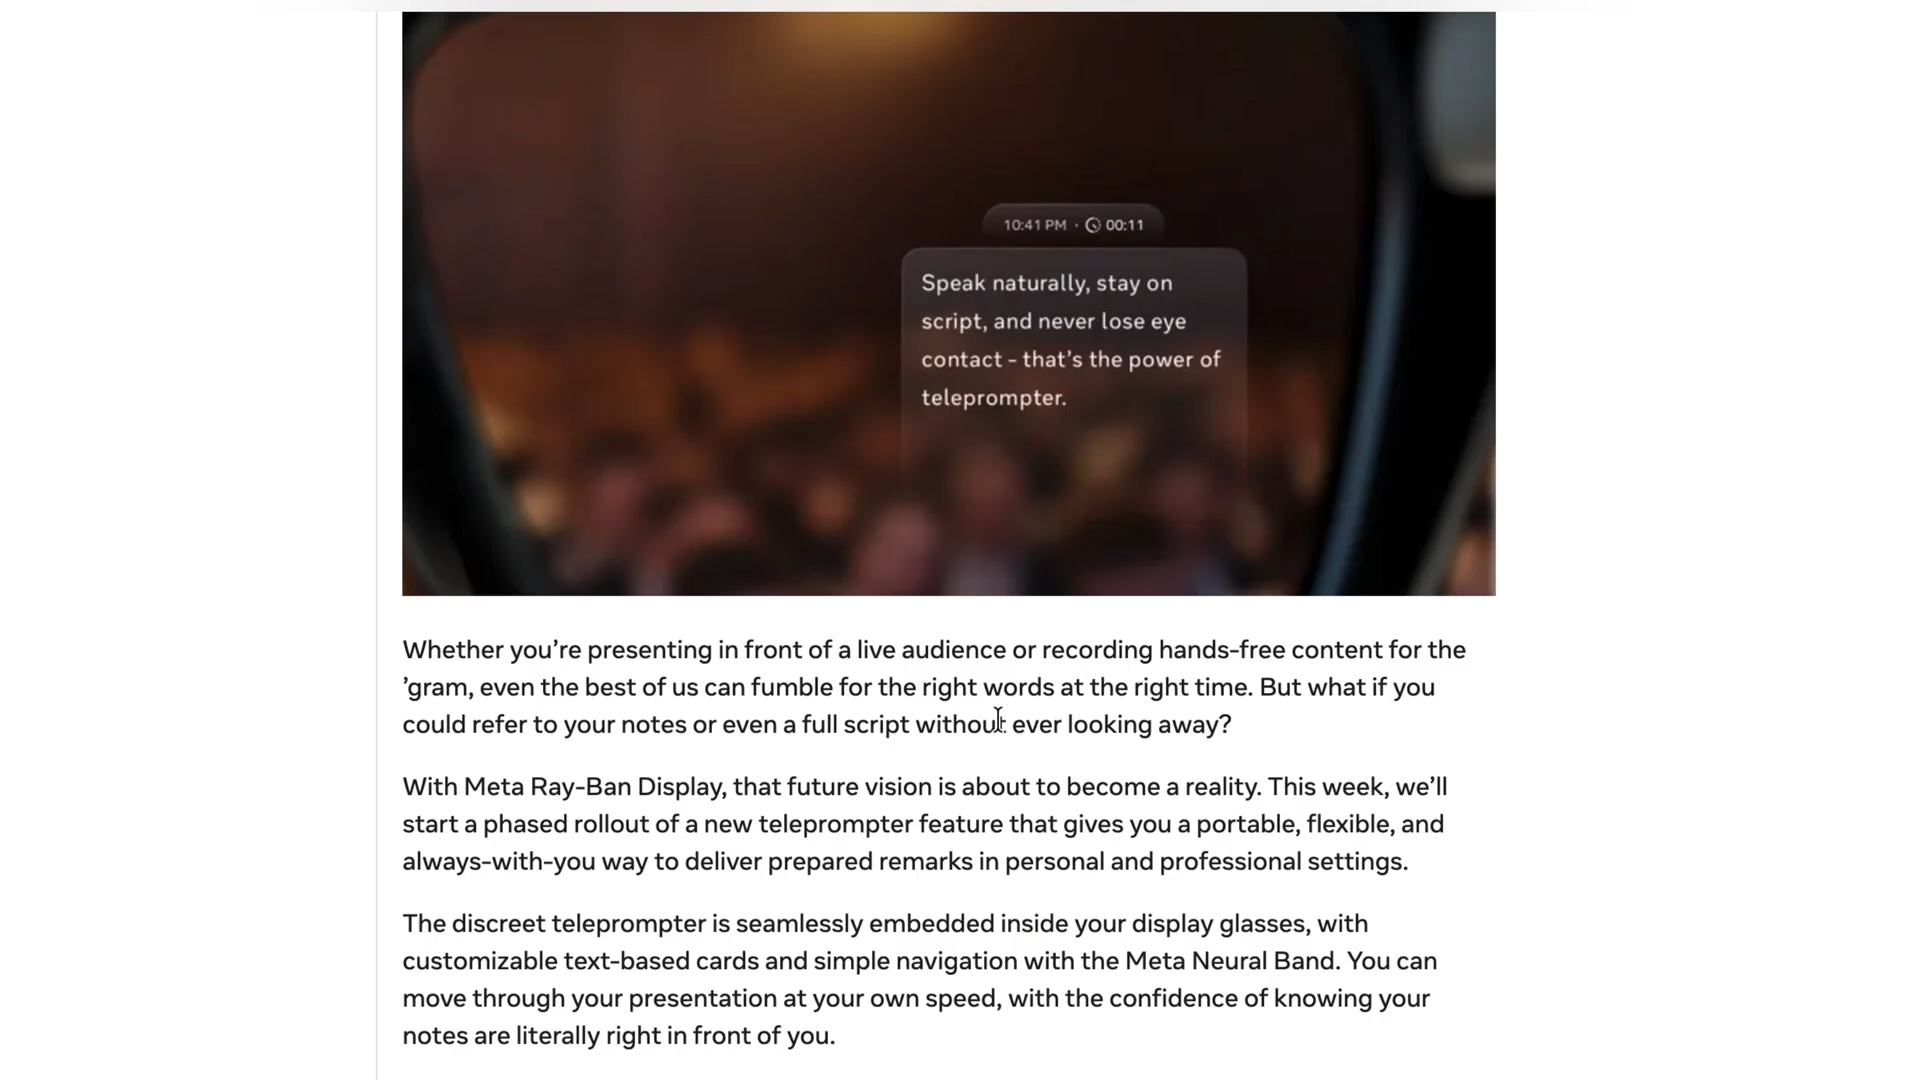 10:41 PM · 00:11
Speak naturally, stay on
script, and never lose eye
contact - that’s the power of
teleprompter.
Whether you’re presenting in front of a live audience or recording hands-free content for the
’gram, even the best of us can fumble for the right words at the right time. But what if you
could refer to your notes or even a full script without ever looking away?
With Meta Ray-Ban Display, that future vision is about to become a reality. This week, we’ll
start a phased rollout of a new teleprompter feature that gives you a portable, flexible, and
always-with-you way to deliver prepared remarks in personal and professional settings.
The discreet teleprompter is seamlessly embedded inside your display glasses, with
customizable text-based cards and simple navigation with the Meta Neural Band. You can
move through your presentation at your own speed, with the confidence of knowing your
notes are literally right in front of you.